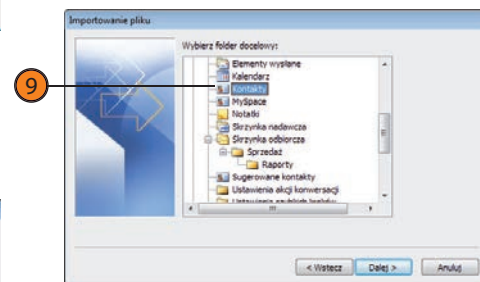 Importowanie pliku
Wybierz folder docelowy:
Elementy wysłane
Kalendarz
9
Kontakty
MySpace
Notatki
Skrzynka nadawcza
Skrzynka odbiorcza
Sprzedaż
Raporty
Sugerowane kontakty
Ustawienia akcji konwersacji
< Wstecz
Dalej >
Anuluj